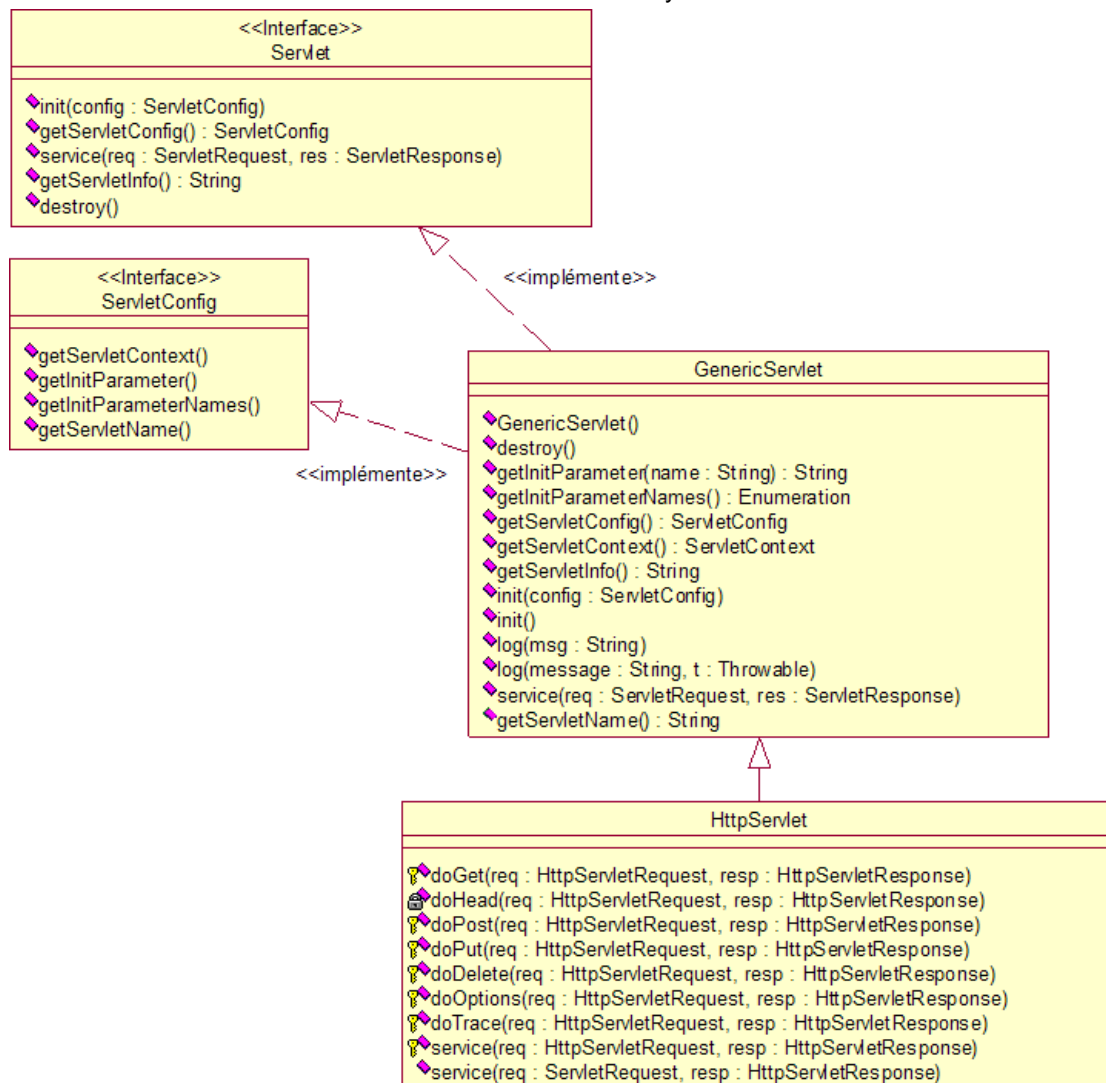 <<Interface>>
Servlet
init(config : ServletConfig)
getServletConfig() : ServletConfig
service(req : ServletRequest, res : ServletResponse)
getServletInfo() : String
destroy()
<<implémente>>
<<Interface>>
ServletConfig
getServletContext()
getInitParameter()
getInitParameterNames()
getServletName()
<<implémente>>
GenericServlet
GenericServlet()
destroy()
getInitParameter(name : String) : String
getInitParameterNames() : Enumeration
getServletConfig() : ServletConfig
getServletContext() : ServletContext
getServletInfo() : String
init(config : ServletConfig)
init()
log(msg : String)
log(message : String, t : Throwable)
service(req : ServletRequest, res : ServletResponse)
getServletName() : String
HttpServlet
doGet(req : HttpServletRequest, resp : HttpServletResponse)
doHead(req : HttpServletRequest, resp : HttpServletResponse)
doPost(req : HttpServletRequest, resp : HttpServletResponse)
doPut(req : HttpServletRequest, resp : HttpServletResponse)
doDelete(req : HttpServletRequest, resp : HttpServletResponse)
doOptions(req : HttpServletRequest, resp : HttpServletResponse)
doTrace(req : HttpServletRequest, resp : HttpServletResponse)
service(req : HttpServletRequest, resp : HttpServletResponse)
service(req : ServletRequest, resp : HttpServletResponse)